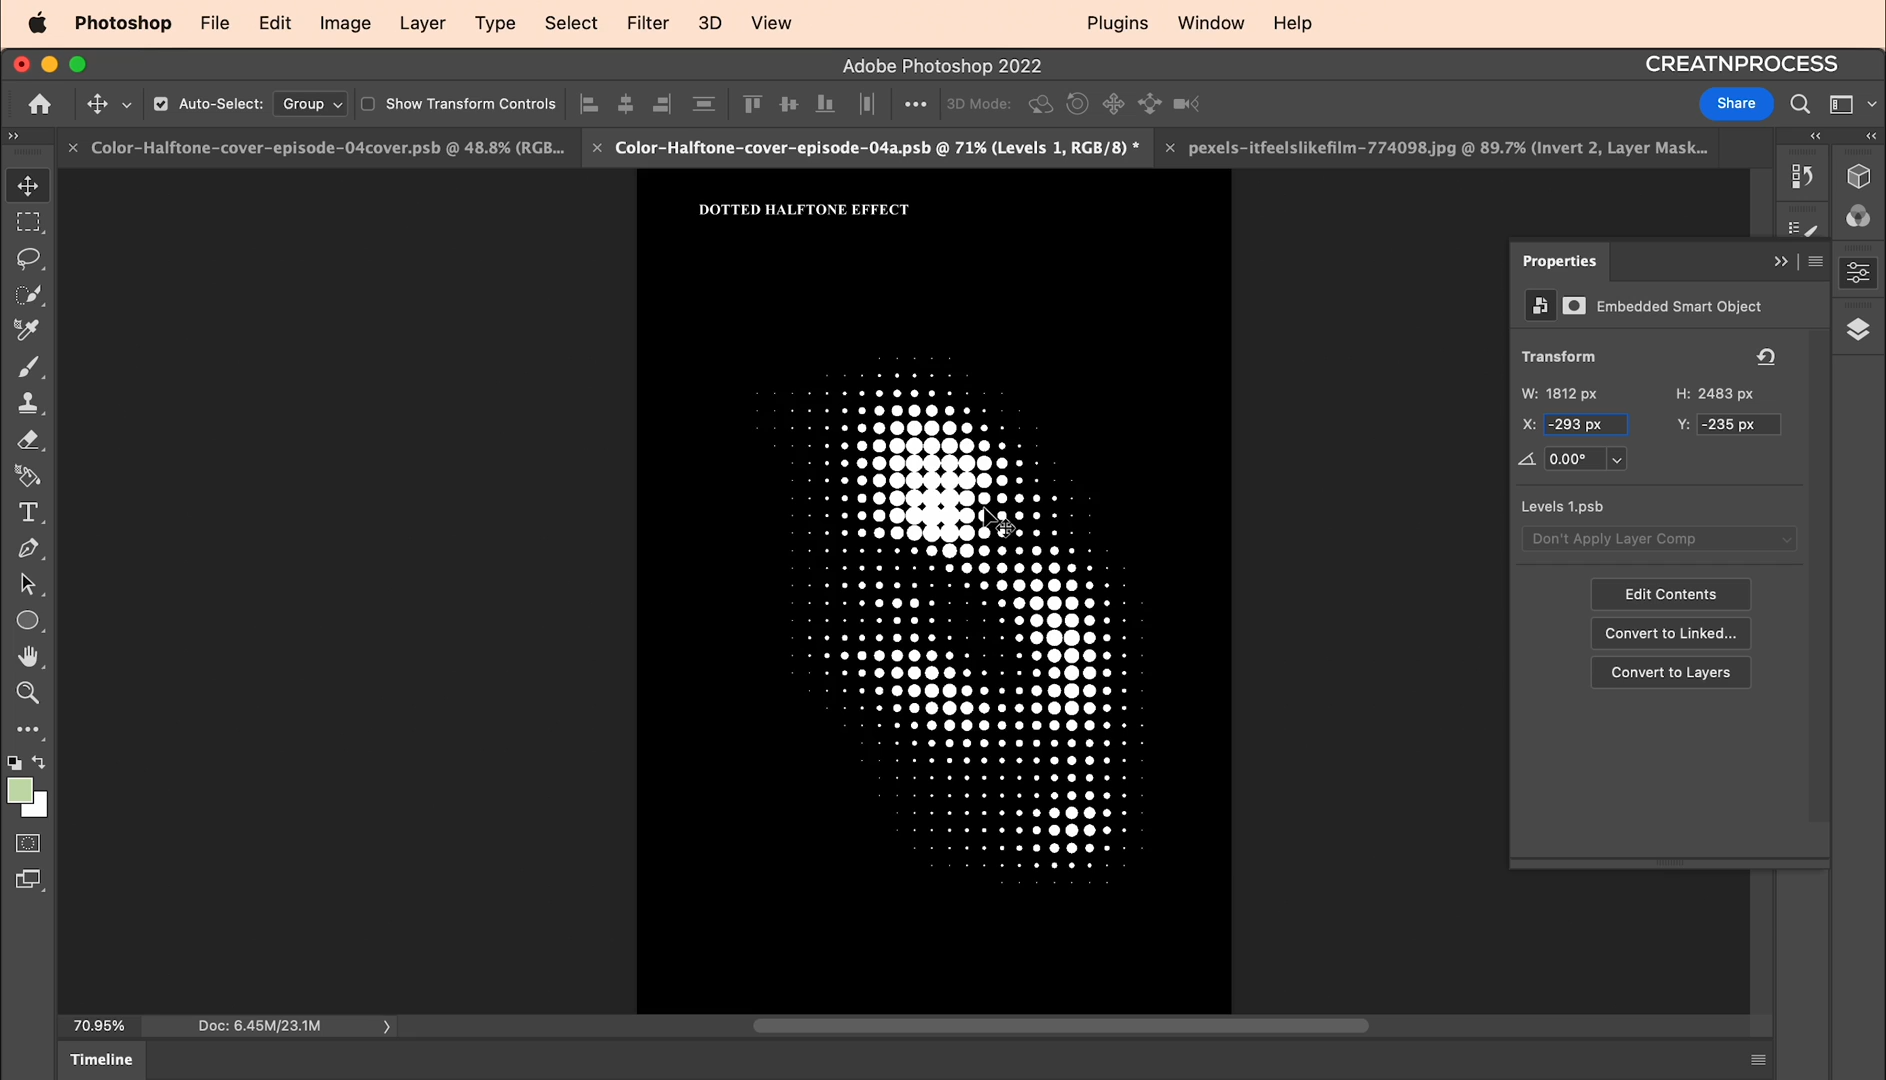 Photoshop File Edit Image Layer Type Select Filter 3D View Plugins Window Help
Adobe Photoshop 2022
CREATNPROCESS
Auto-Select: Group Show Transform Controls 3D Mode: Share
Color-Halftone-cover-episode-04cover.psb @ 48.8% (RGB... Color-Halftone-cover-episode-04a.psb @ 71% (Levels 1, RGB/8) * pexels-itfeelslikefilm-774098.jpg @ 89.7% (Invert 2, Layer Mask...
DOTTED HALFTONE EFFECT
Properties
Embedded Smart Object
Transform
W: 1812 px H: 2483 px
X: -293 px Y: -235 px
0.00°
Levels 1.psb
Don't Apply Layer Comp
Edit Contents
Convert to Linked...
Convert to Layers
70.95% Doc: 6.45M/23.1M
Timeline